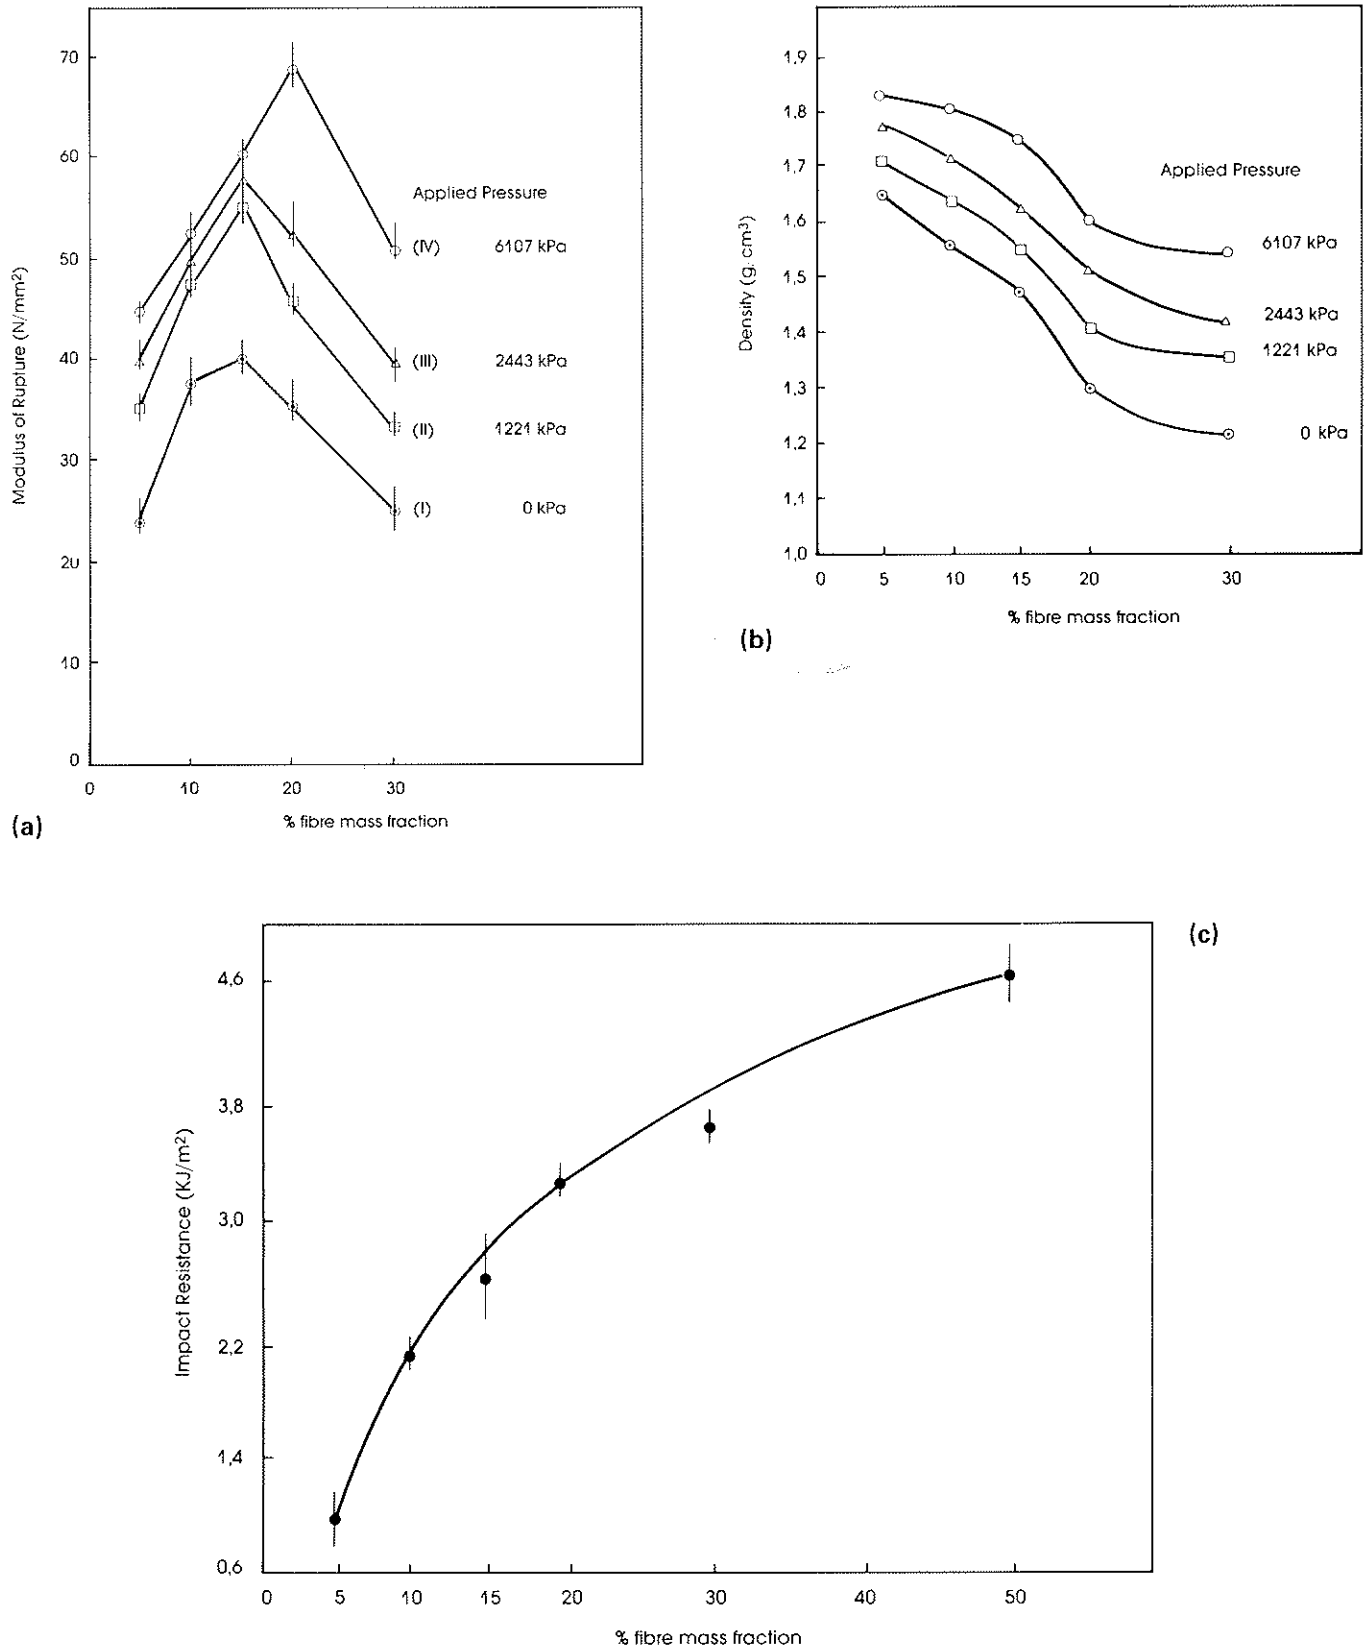 70
60
50
40
30
20
10
0
Modulus of Rupture (N/mm²)
Applied Pressure
(IV) 6107 kPa
(III) 2443 kPa
(II) 1221 kPa
(I) 0 kPa
0 10 20 30
% fibre mass fraction
(a)
1,9
1,8
1,7
1,6
1,5
1,4
1,3
1,2
1,1
1,0
Density (g. cm³)
Applied Pressure
6107 kPa
2443 kPa
1221 kPa
0 kPa
0 5 10 15 20 30
% fibre mass fraction
(b)
(c)
4,6
3,8
3,0
2,2
1,4
0,6
Impact Resistance (KJ/m²)
0 5 10 15 20 30 40 50
% fibre mass fraction